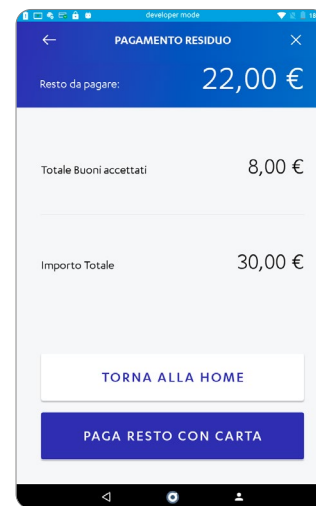 developer mode
18
PAGAMENTO RESIDUO
Resto da pagare: 22,00 €
Totale Buoni accettati 8,00 €
Importo Totale 30,00 €
TORNA ALLA HOME
PAGA RESTO CON CARTA